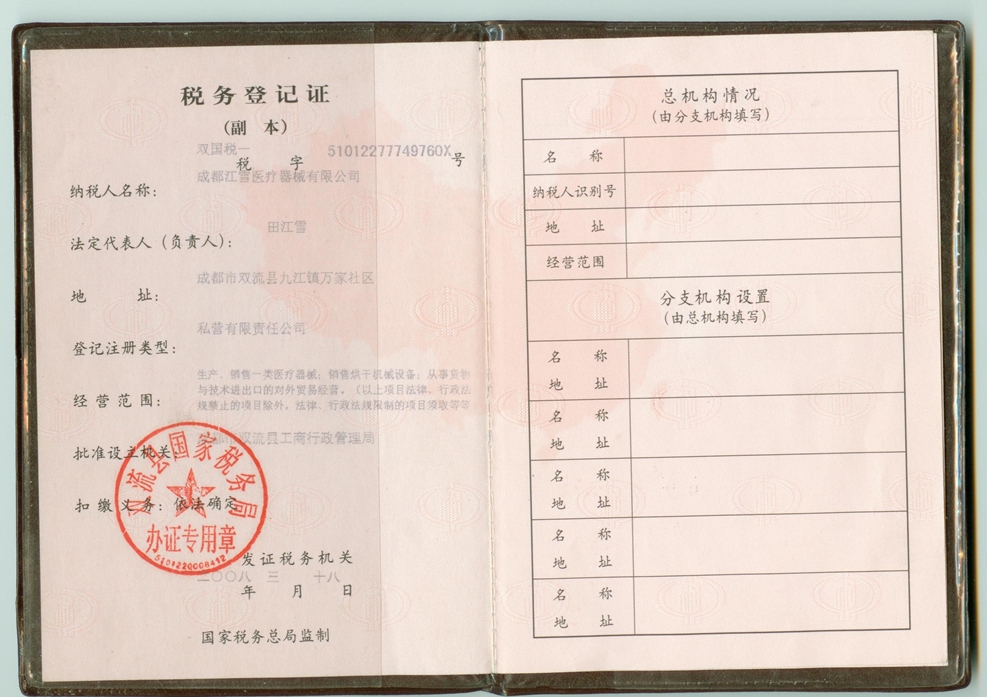 税务登记证
(副 本)
双国税一
税 字 51012277749760X 号
纳税人名称: 成都江雪医疗器械有限公司
法定代表人(负责人): 田江雪
地 址: 成都市双流县九江镇万家社区
登记注册类型: 私营有限责任公司
经营范围: 生产、销售一类医疗器械; 销售烘干机械设备; 从事货物
与技术进出口的对外贸易经营。(以上项目法律、行政法
规禁止的项目除外, 法律、行政法规限制的项目须取等等
批准设立机关 双流县工商行政管理局
扣缴义务: 依法确定
双流县国家税务局
办证专用章
5101220008412
发证税务机关
二〇〇八 三 十八
年 月 日
国家税务总局监制
总机构情况
(由分支机构填写)
名 称
纳税人识别号
地 址
经营范围
分支机构设置
(由总机构填写)
名 称
地 址
名 称
地 址
名 称
地 址
名 称
地 址
名 称
地 址